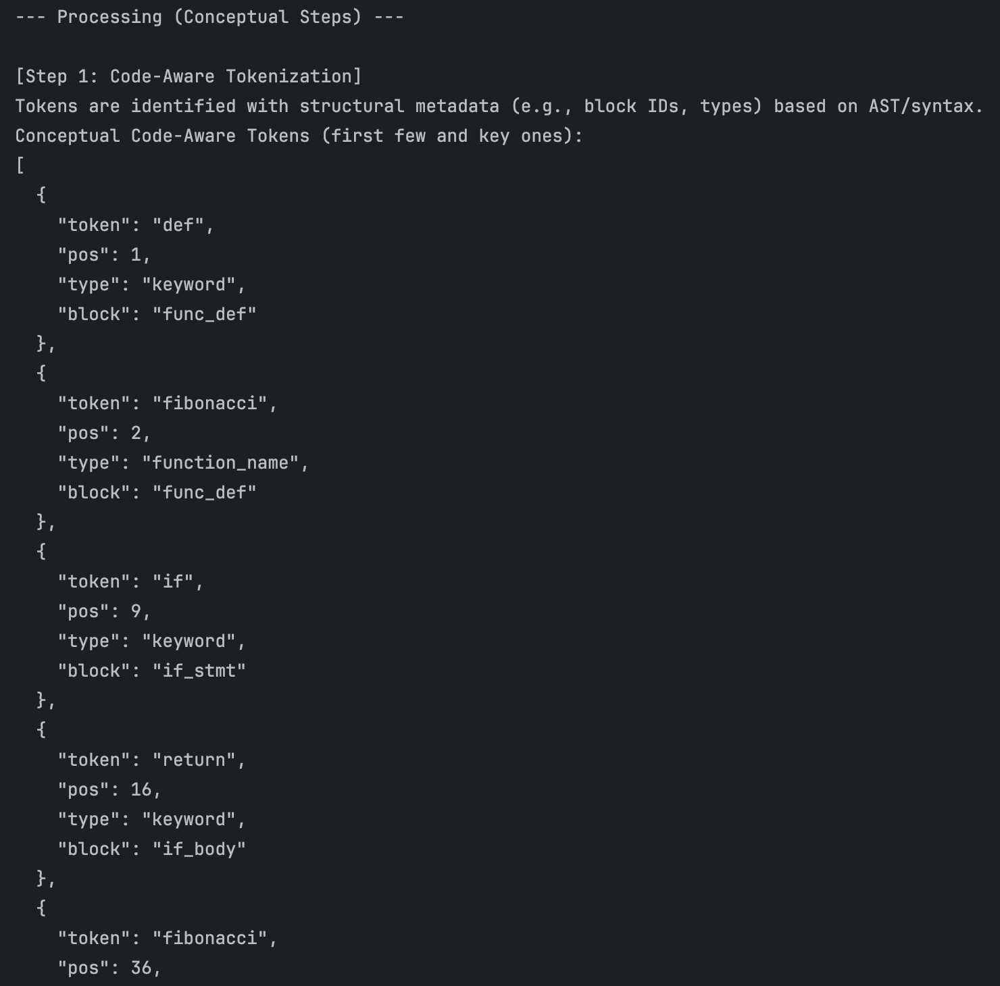 --- Processing (Conceptual Steps) ---

[Step 1: Code-Aware Tokenization]
Tokens are identified with structural metadata (e.g., block IDs, types) based on AST/syntax.
Conceptual Code-Aware Tokens (first few and key ones):
[
  {
    "token": "def",
    "pos": 1,
    "type": "keyword",
    "block": "func_def"
  },
  {
    "token": "fibonacci",
    "pos": 2,
    "type": "function_name",
    "block": "func_def"
  },
  {
    "token": "if",
    "pos": 9,
    "type": "keyword",
    "block": "if_stmt"
  },
  {
    "token": "return",
    "pos": 16,
    "type": "keyword",
    "block": "if_body"
  },
  {
    "token": "fibonacci",
    "pos": 36,